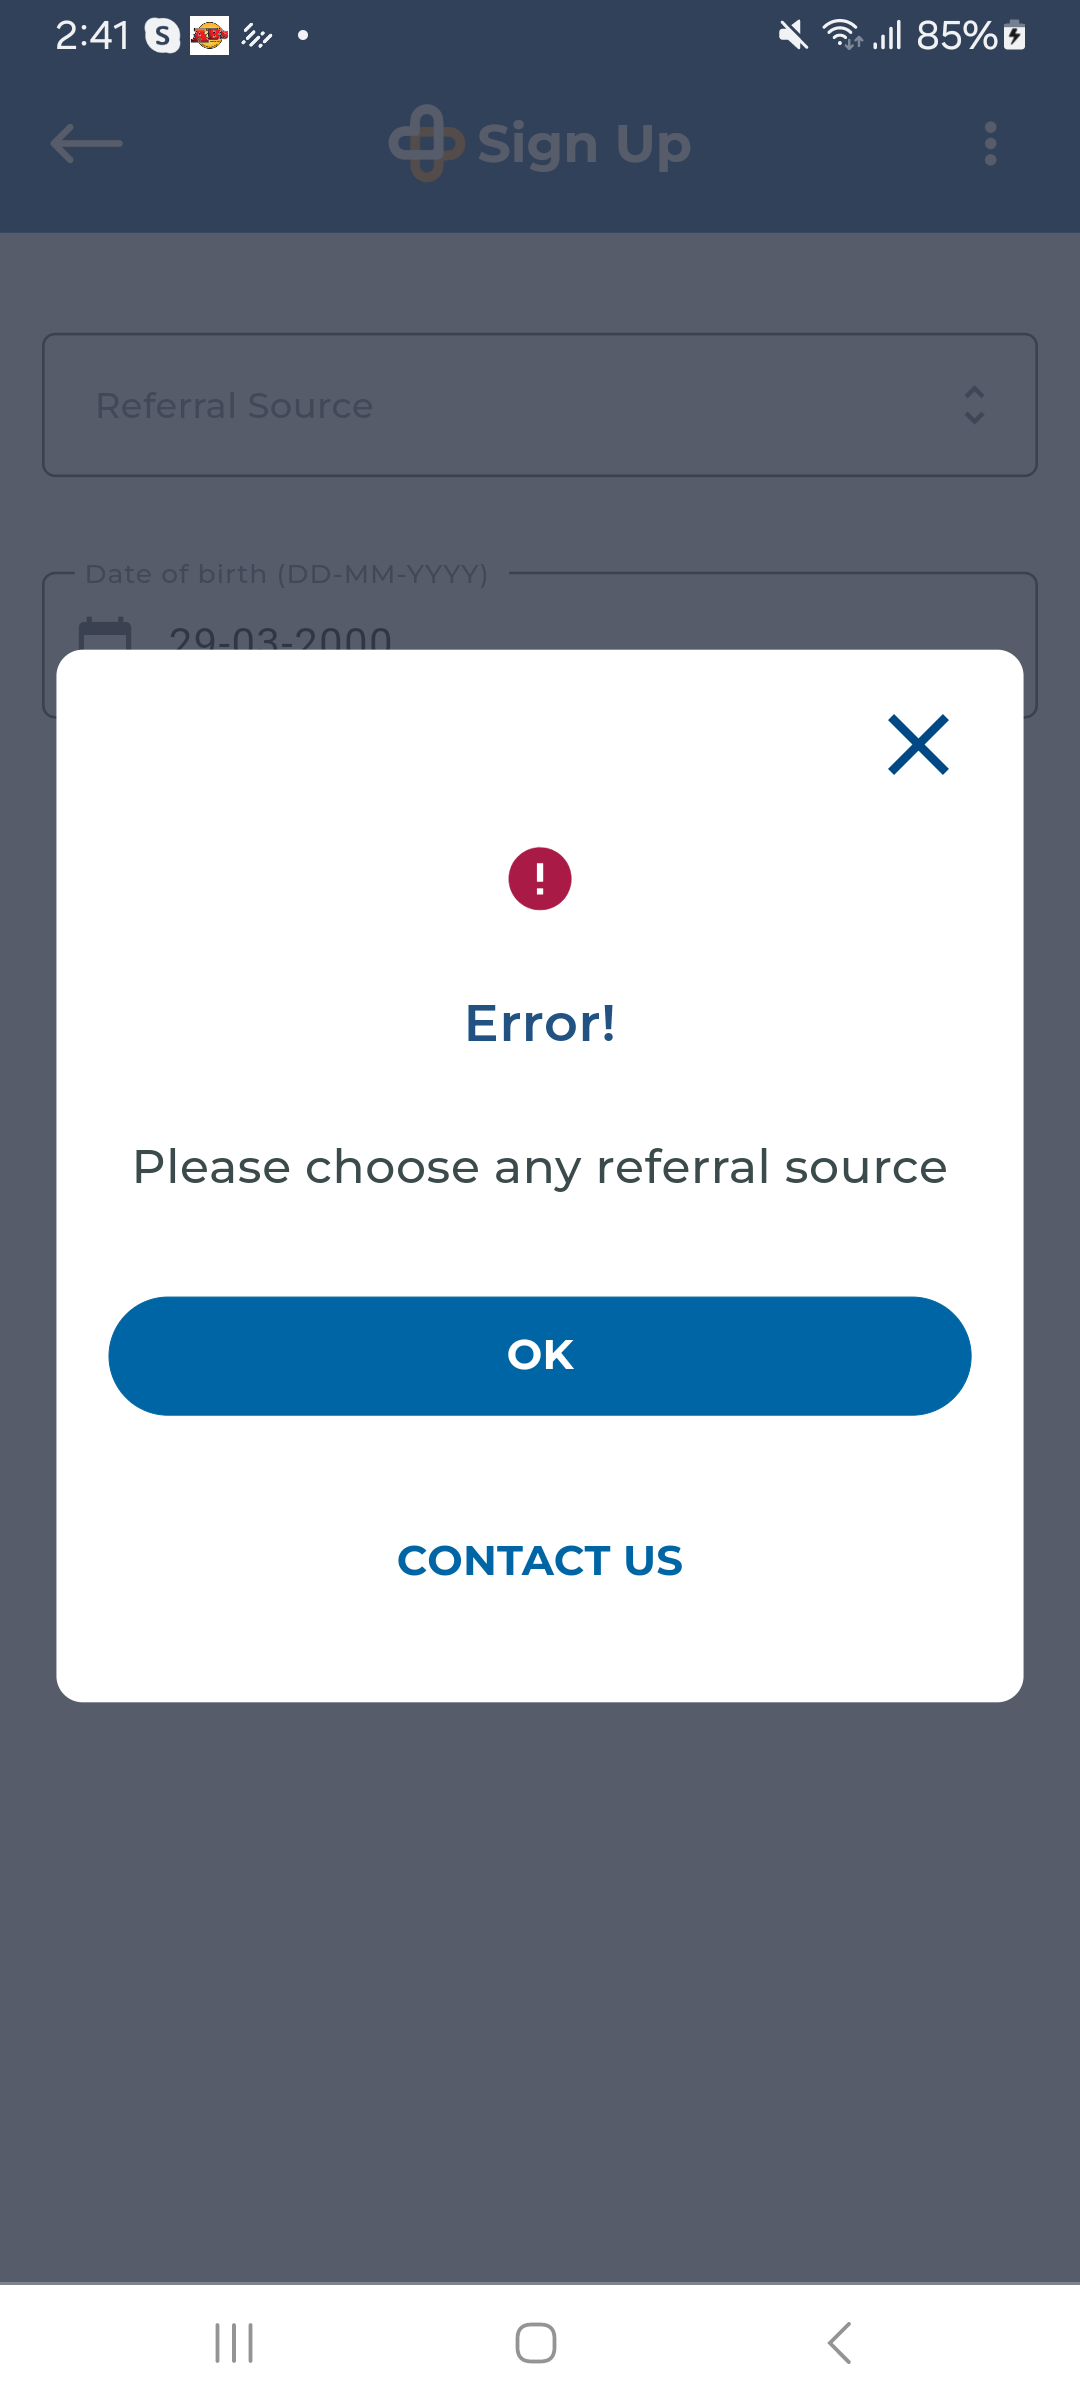 2:41
85%
Sign Up
Referral Source
Date of birth (DD-MM-YYYY)
29-03-2000
Error!
Please choose any referral source
OK
CONTACT US